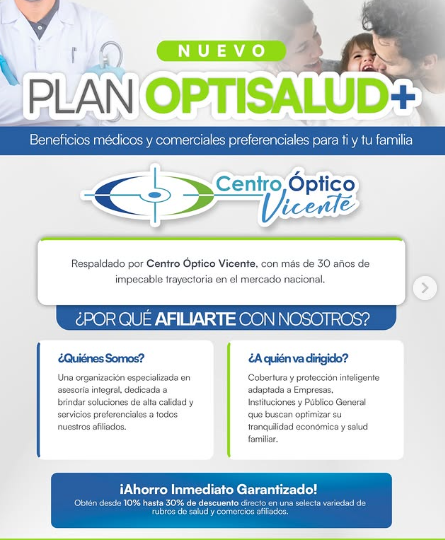 NUEVO
PLAN OPTISALUD+
Beneficios médicos y comerciales preferenciales para ti y tu familia
Centro Óptico
Vicente
Respaldado por Centro Óptico Vicente, con más de 30 años de
impecable trayectoria en el mercado nacional.
¿POR QUÉ AFILIARTE CON NOSOTROS?
¿Quiénes Somos?
Una organización especializada en
asesoría integral, dedicada a
brindar soluciones de alta calidad y
servicios preferenciales a todos
nuestros afiliados.
¿A quién va dirigido?
Cobertura y protección inteligente
adaptada a Empresas,
Instituciones y Público General
que buscan optimizar su
tranquilidad económica y salud
familiar.
¡Ahorro Inmediato Garantizado!
Obtén desde 10% hasta 30% de descuento directo en una selecta variedad de
rubros de salud y comercios afiliados.